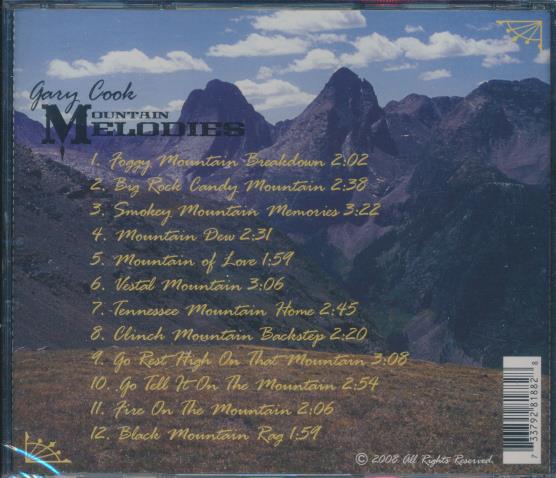 Gary Cook
MOUNTAIN
MELODIES
1. Foggy Mountain Breakdown 2:02
2. Big Rock Candy Mountain 2:38
3. Smokey Mountain Memories 3:22
4. Mountain Dew 2:31
5. Mountain of Love 1:59
6. Vestal Mountain 3:06
7. Tennessee Mountain Home 2:45
8. Clinch Mountain Backstep 2:20
9. Go Rest High On That Mountain 3:08
10. Go Tell It On The Mountain 2:54
11. Fire On The Mountain 2:06
12. Black Mountain Rag 1:59
7 33792 81882 8
© 2008 All Rights Reserved.